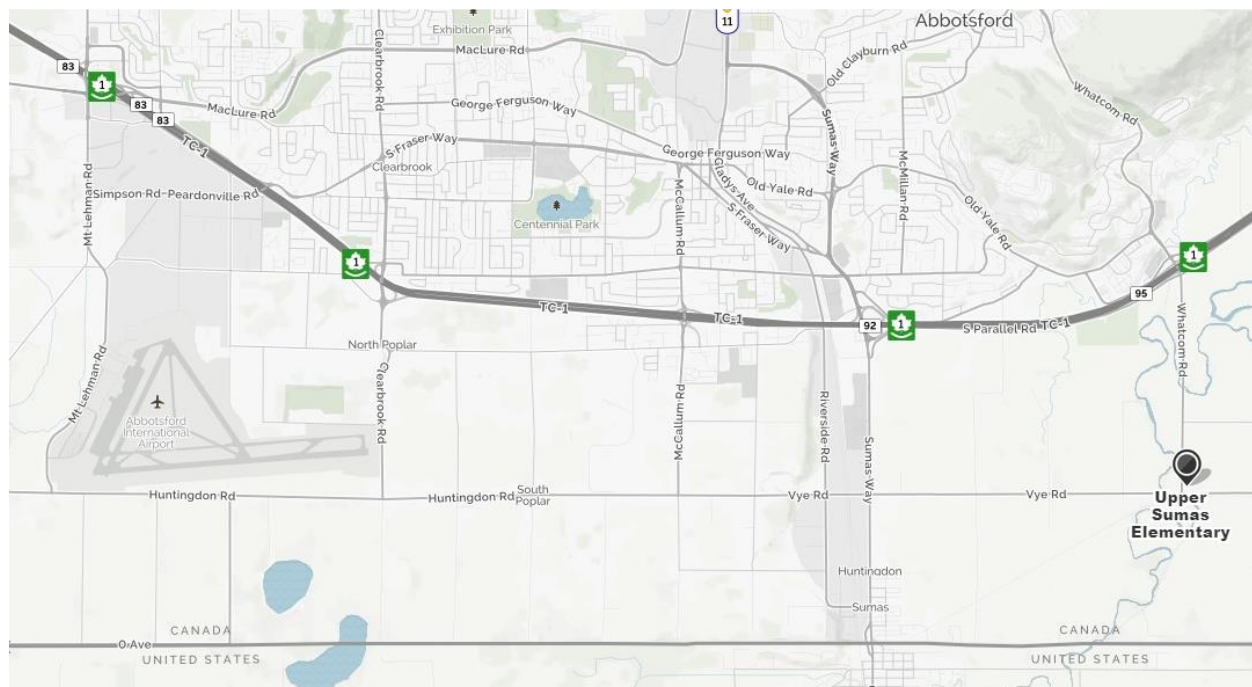 11
Abbotsford
Exhibition Park
MacLure Rd
Clearbrook Rd
Old Clayburn Rd
83
1
83
83
MacLure Rd
TC-1
George Ferguson Way
Sumas Way
Whatcom Rd
S Fraser Way
Clearbrook
George Ferguson Way
Gladys Ave
Old Yale Rd
McMillan Rd
Mt Lehman Rd
Simpson Rd-Peardonville Rd
McCallum Rd
S Fraser Way
Old Yale Rd
Centennial Park
1
1
95
TC-1
TC-1
92
1
S Parallel Rd
TC-1
Whatcom Rd
North Poplar
Mt Lehman Rd
Clearbrook Rd
McCallum Rd
Riverside Rd
Sumas Way
Abbotsford
International
Airport
Huntingdon Rd
Huntingdon Rd
South
Poplar
Vye Rd
Vye Rd
Upper
Sumas
Elementary
Huntingdon
Sumas
CANADA
CANADA
0 Ave
UNITED STATES
UNITED STATES